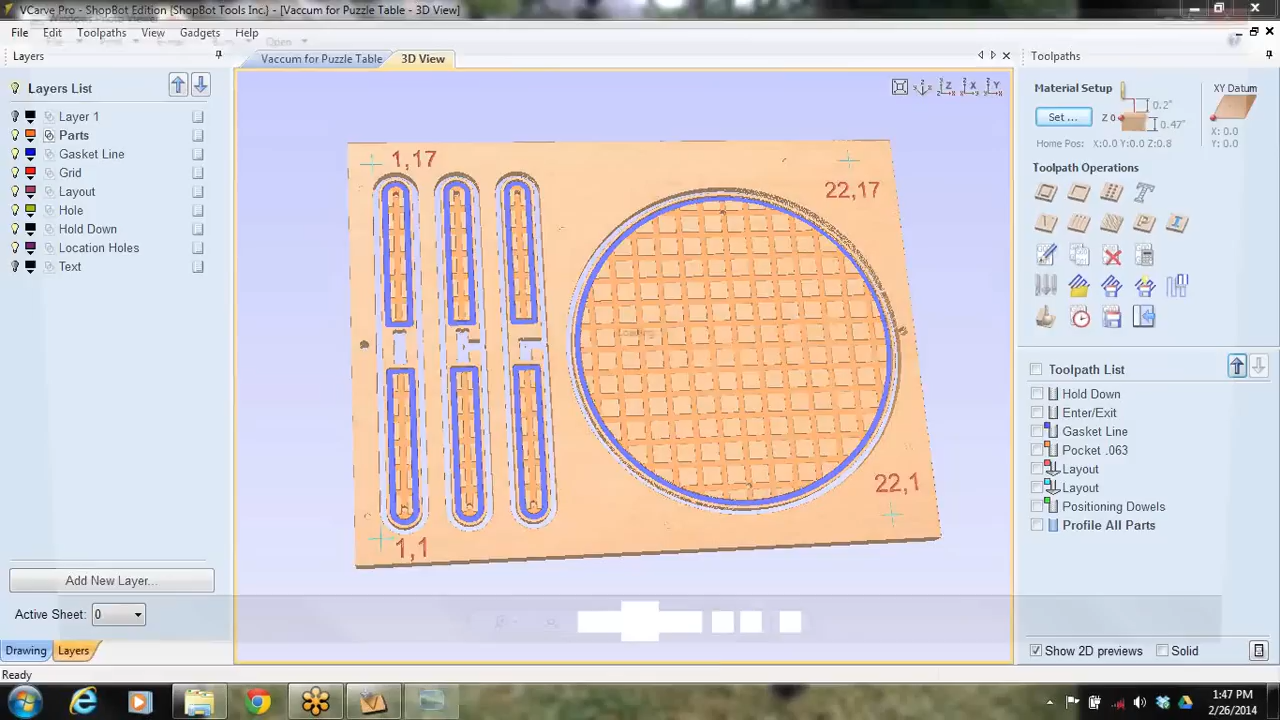 VCarve Pro - ShopBot Edition {ShopBot Tools Inc.} - [Vaccum for Puzzle Table - 3D View]
File Edit Toolpaths View Gadgets Help
Layers
Vaccum for Puzzle Table
3D View
Toolpaths
Layers List
Layer 1
Parts
Gasket Line
Grid
Layout
Hole
Hold Down
Location Holes
Text
Add New Layer...
Active Sheet: 0
Drawing Layers
Ready
1,17
22,17
22,1
1,1
Material Setup
Set ...
Z 0
0.2"
0.47"
XY Datum
X: 0.0
Y: 0.0
Home Pos: X:0.0 Y:0.0 Z:0.8
Toolpath Operations
Toolpath List
Hold Down
Enter/Exit
Gasket Line
Pocket .063
Layout
Layout
Positioning Dowels
Profile All Parts
Show 2D previews Solid
1:47 PM
2/26/2014